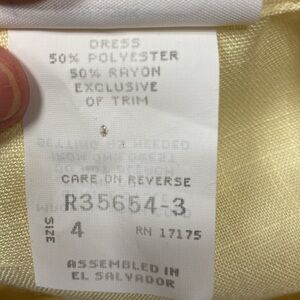 DRESS
50% POLYESTER
50% RAYON
EXCLUSIVE
OF TRIM
CARE ON REVERSE
R35654-3
SIZE 4 RN 17175
ASSEMBLED IN
EL SALVADOR